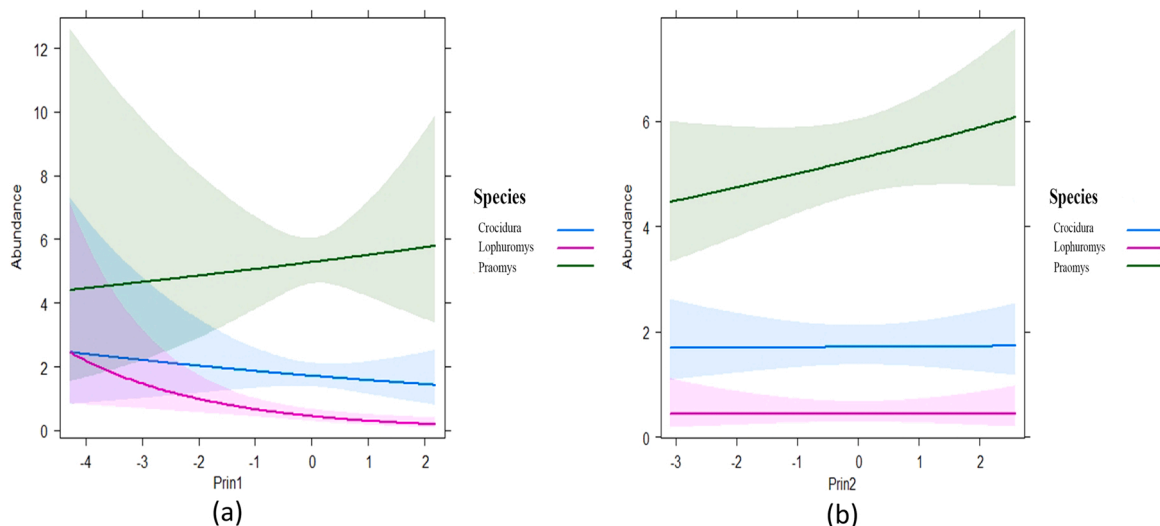 12
10
8
6
4
2
0
Abundance
-4 -3 -2 -1 0 1 2
Prin1
(a)
Species
Crocidura
Lophuromys
Praomys
6
4
2
0
Abundance
-3 -2 -1 0 1 2
Prin2
(b)
Species
Crocidura
Lophuromys
Praomys